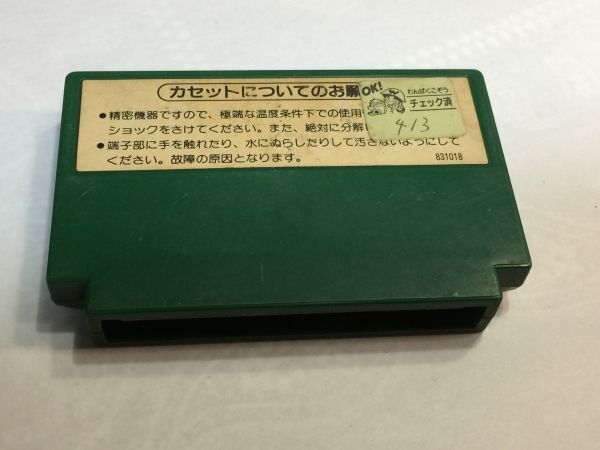 カセットについてのお願
OK!
わんぱくこぞう
チェック済
413
●精密機器ですので、極端な温度条件下での使用
ショックをさけてください。また、絶対に分解
●端子部に手を触れたり、水にぬらしたりして汚さないようにして
ください。故障の原因となります。
831018